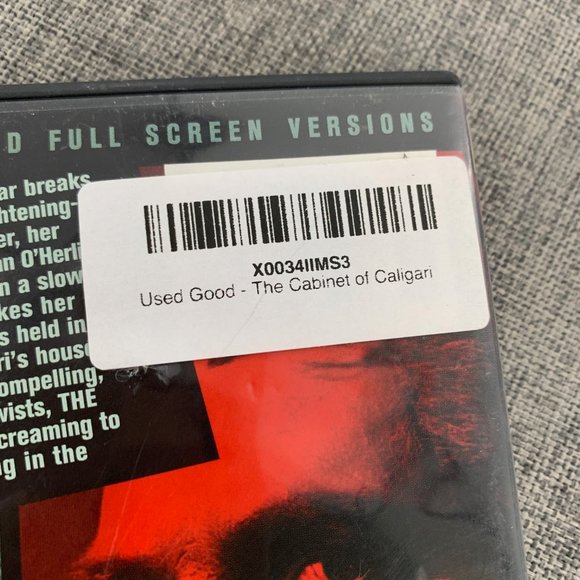 D FULL SCREEN VERSIONS
ar breaks
htening-
er, her
an O'Herli
n a slow
kes her
s held in
ri's house
ompelling,
wists, THE
creaming to
g in the
X0034IIMS3
Used Good - The Cabinet of Caligari